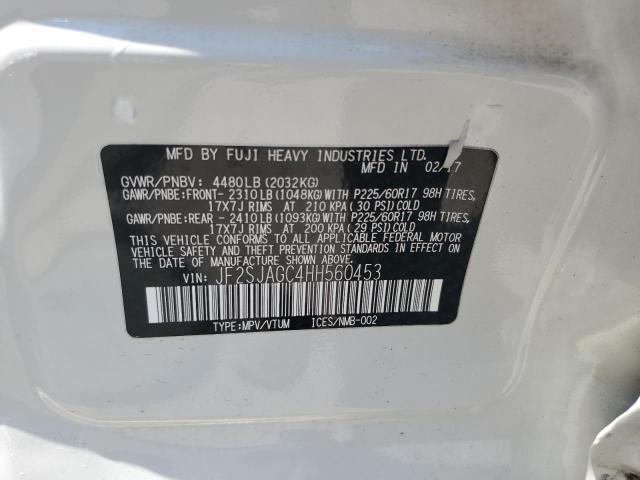 MFD BY FUJI HEAVY INDUSTRIES LTD.
MFD IN 02/17
GVWR/PNBV: 4480LB (2032KG)
GAWR/PNBE:FRONT- 2310LB (1048KG) WITH P225/60R17 98H TIRES,
17X7J RIMS AT 210 KPA ( 30 PSI) COLD
GAWR/PNBE:REAR - 2410LB (1093KG) WITH P225/60R17 98H TIRES,
17X7J RIMS AT 200 KPA ( 29 PSI) COLD
THIS VEHICLE CONFORMS TO ALL APPLICABLE FEDERAL MOTOR
VEHICLE SAFETY AND THEFT PREVENTION STANDARDS IN EFFECT
ON THE DATE OF MANUFACTURE SHOWN ABOVE.
VIN: JF2SJAGC4HH560453
TYPE:MPV/VTUM ICES/NMB-002